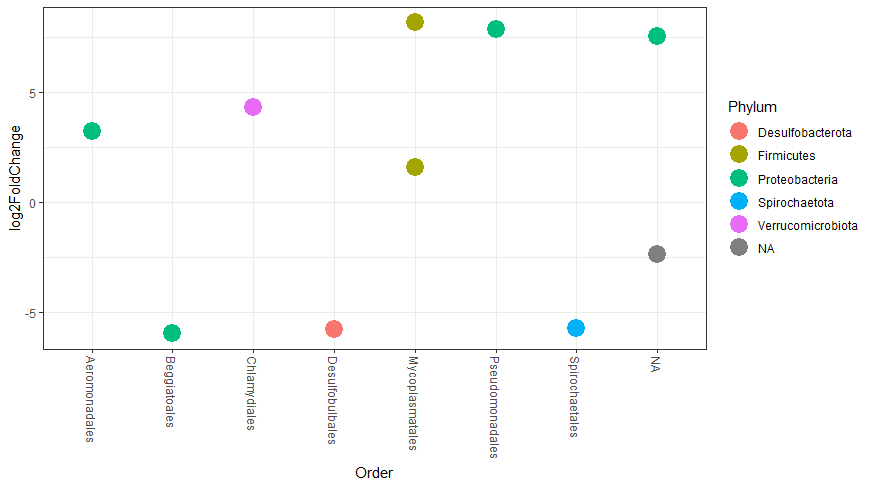 log2FoldChange
5
0
-5
Aeromonadales
Beggiatoales
Chlamydiales
Desulfobulbales
Mycoplasmatales
Pseudomonadales
Spirochaetales
NA
Order
Phylum
Desulfobacterota
Firmicutes
Proteobacteria
Spirochaetota
Verrucomicrobiota
NA